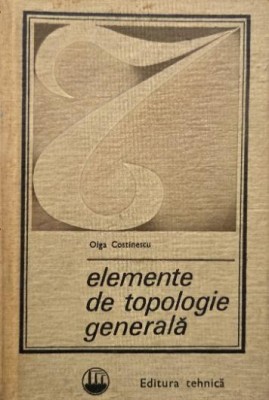 Olga Costinescu
elemente
de topologie
generală
Editura tehnică